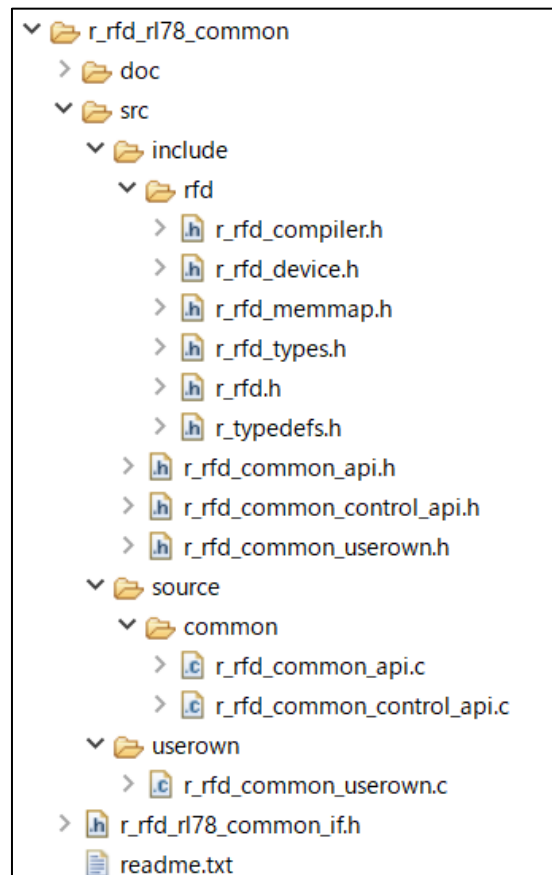 r_rfd_rl78_common
doc
src
include
rfd
r_rfd_compiler.h
r_rfd_device.h
r_rfd_memmap.h
r_rfd_types.h
r_rfd.h
r_typedefs.h
r_rfd_common_api.h
r_rfd_common_control_api.h
r_rfd_common_userown.h
source
common
r_rfd_common_api.c
r_rfd_common_control_api.c
userown
r_rfd_common_userown.c
r_rfd_rl78_common_if.h
readme.txt